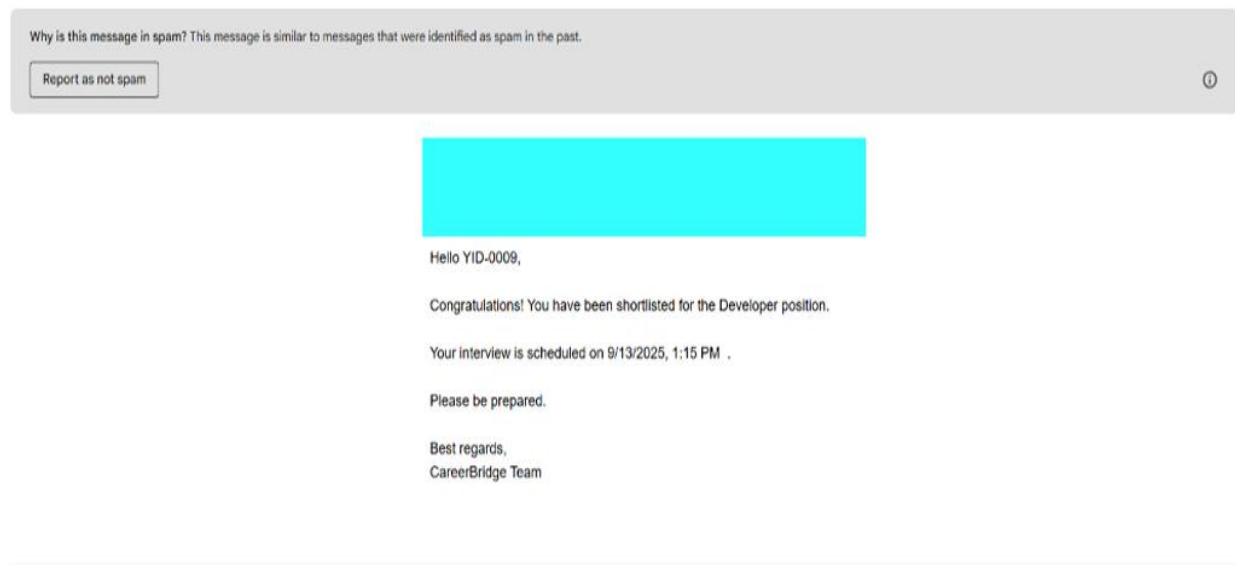 Why is this message in spam? This message is similar to messages that were identified as spam in the past.
Report as not spam
Hello YID-0009,
Congratulations! You have been shortlisted for the Developer position.
Your interview is scheduled on 9/13/2025, 1:15 PM .
Please be prepared.
Best regards,
CareerBridge Team